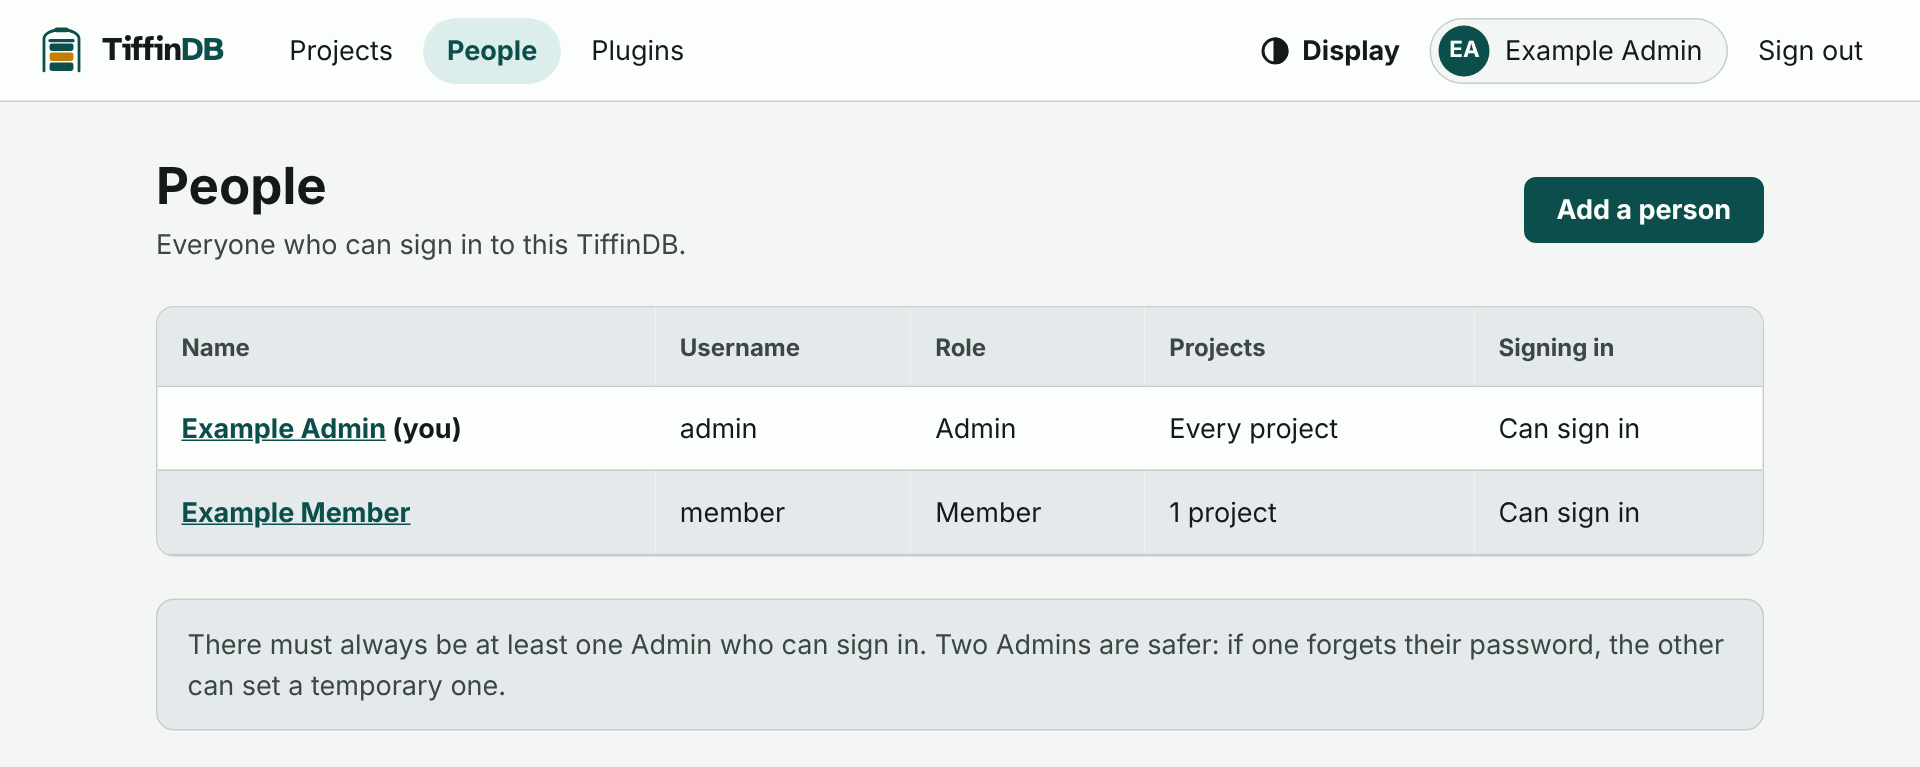 TiffinDB
Projects
People
Plugins
Display
EA
Example Admin
Sign out
People
Everyone who can sign in to this TiffinDB.
Add a person
Name Username Role Projects Signing in
Example Admin (you) admin Admin Every project Can sign in
Example Member member Member 1 project Can sign in
There must always be at least one Admin who can sign in. Two Admins are safer: if one forgets their password, the other
can set a temporary one.